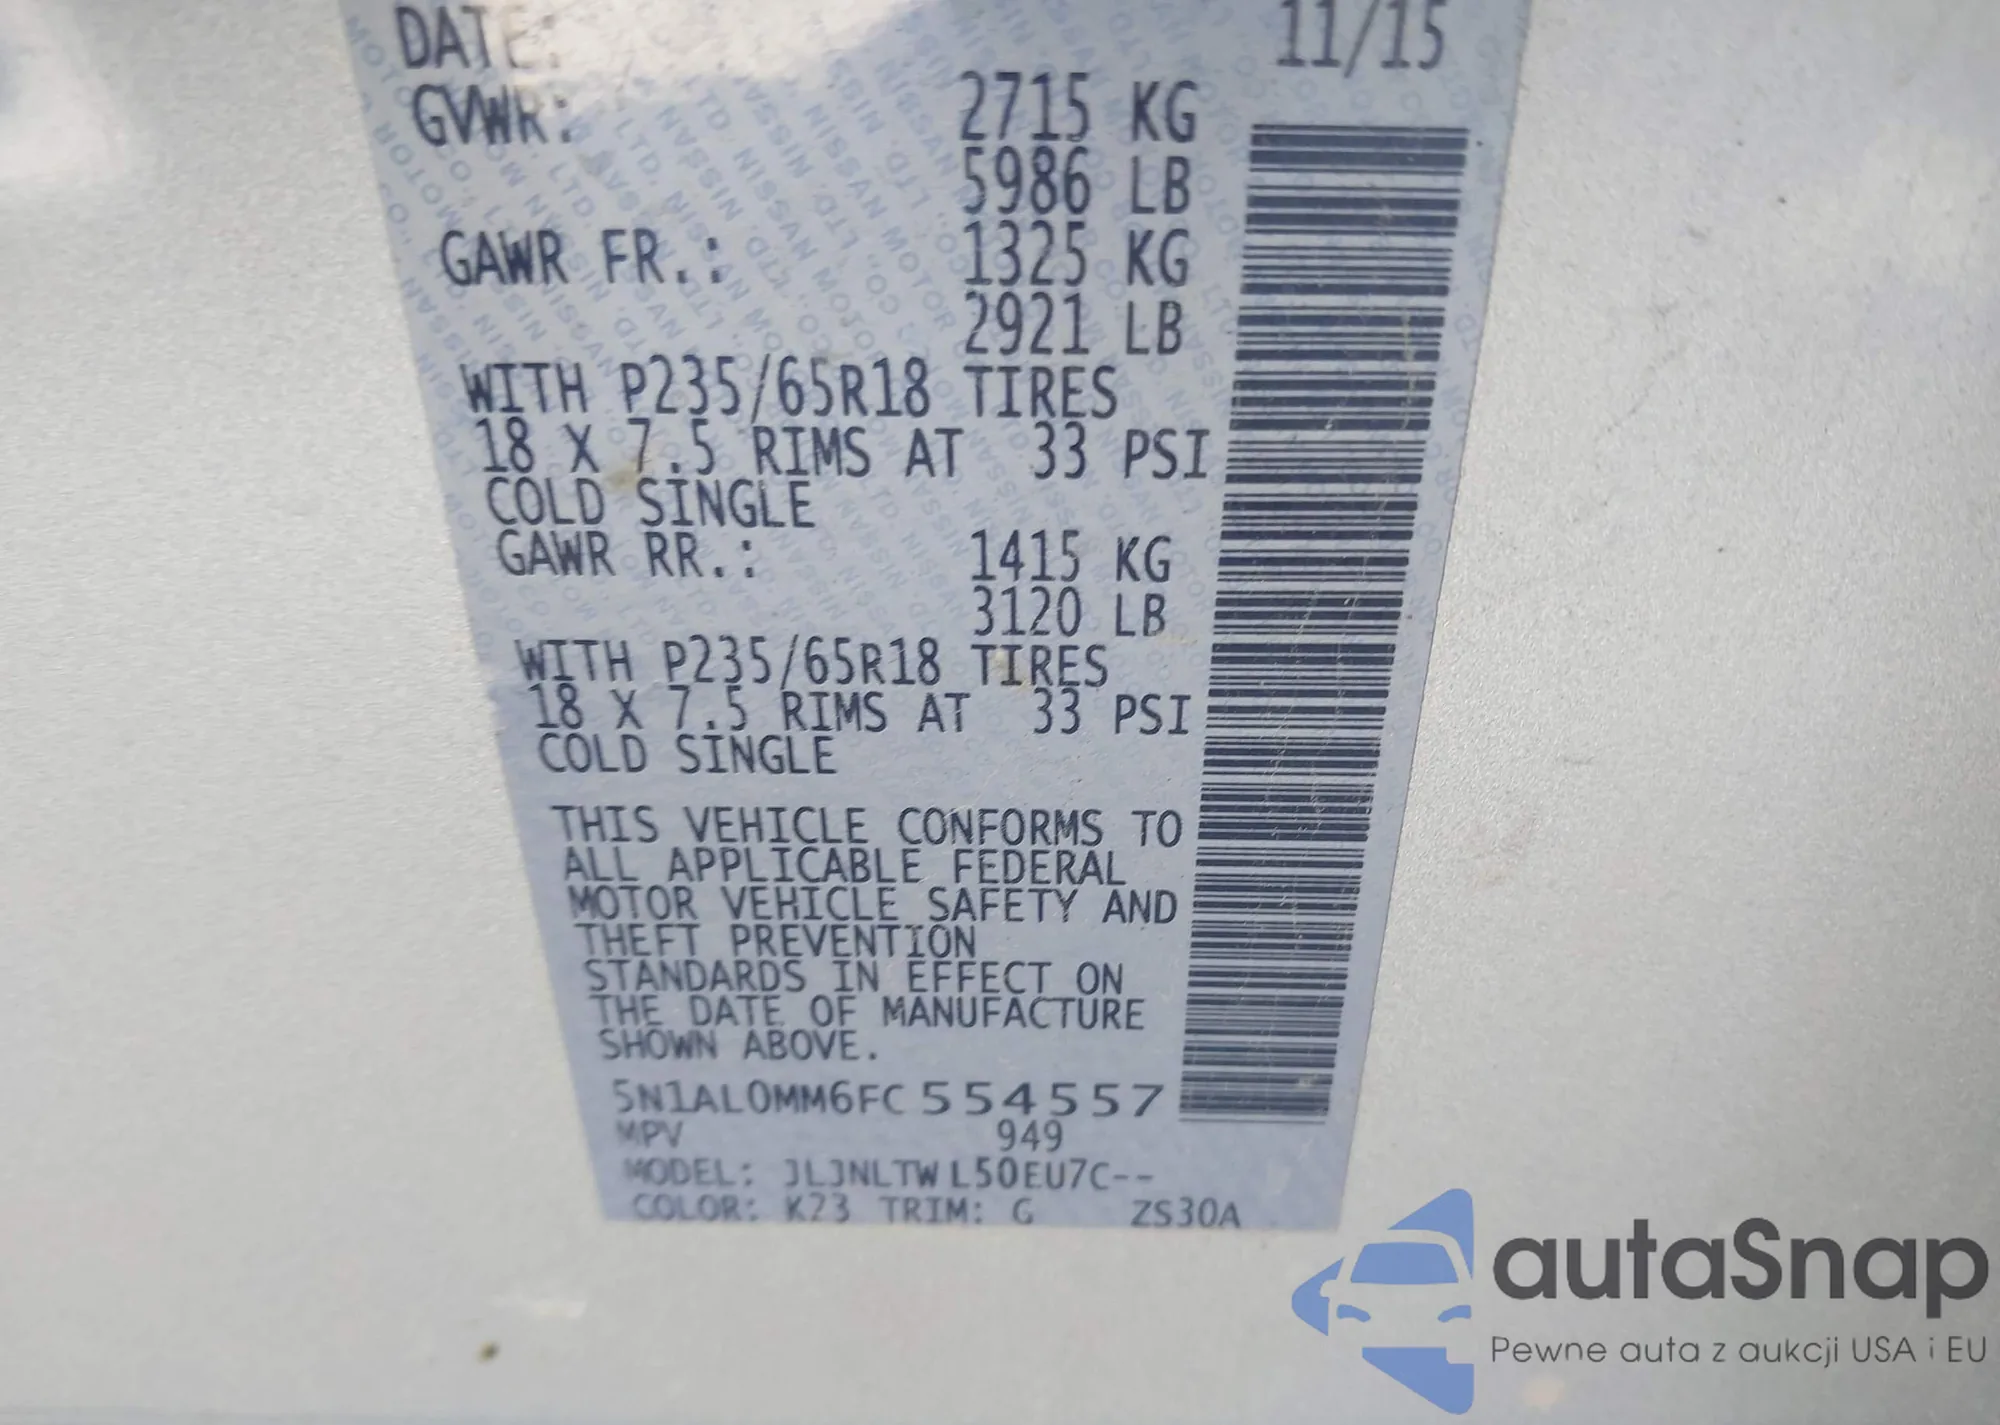 DATE: 11/15
GVWR: 2715 KG
5986 LB
GAWR FR.: 1325 KG
2921 LB
WITH P235/65R18 TIRES
18 X 7.5 RIMS AT 33 PSI
COLD SINGLE
GAWR RR.: 1415 KG
3120 LB
WITH P235/65R18 TIRES
18 X 7.5 RIMS AT 33 PSI
COLD SINGLE
THIS VEHICLE CONFORMS TO
ALL APPLICABLE FEDERAL
MOTOR VEHICLE SAFETY AND
THEFT PREVENTION
STANDARDS IN EFFECT ON
THE DATE OF MANUFACTURE
SHOWN ABOVE.
5N1AL0MM6FC554557
MPV 949
MODEL: JLJNLTWL50EU7C--
COLOR: K23 TRIM: G ZS30A
autaSnap
Pewne auta z aukcji USA i EU